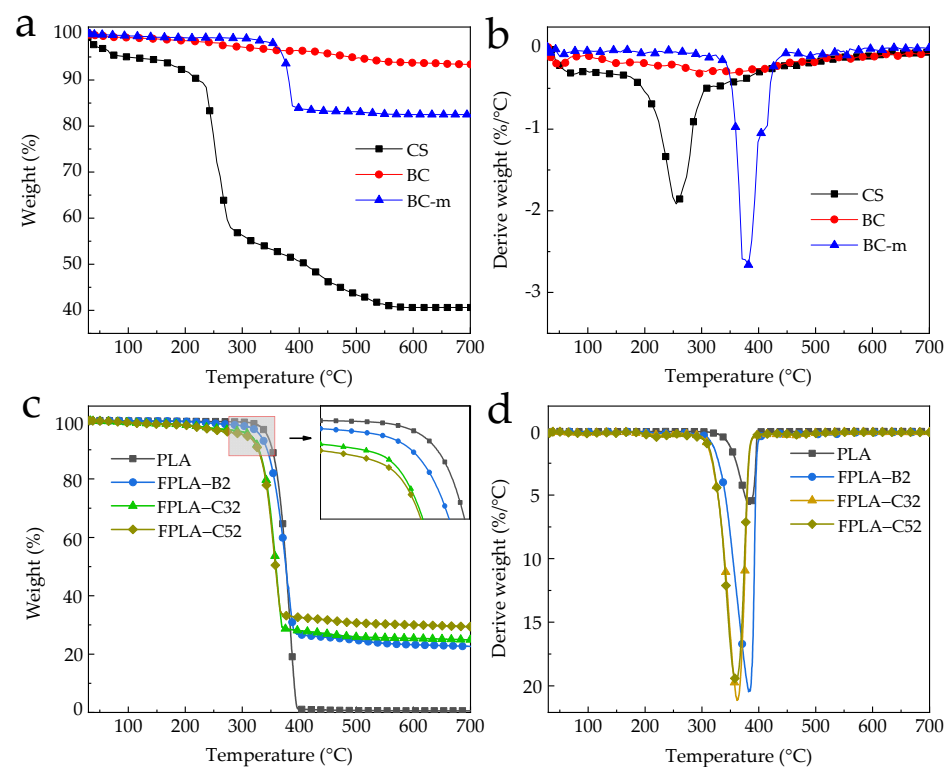 a
100
90
80
70
60
50
40
Weight (%)
CS
BC
BC-m
100 200 300 400 500 600 700
Temperature (°C)
b
0
-1
-2
-3
Derive weight (%/°C)
CS
BC
BC-m
100 200 300 400 500 600 700
Temperature (°C)
c
100
80
60
40
20
0
Weight (%)
PLA
FPLA–B2
FPLA–C32
FPLA–C52
100 200 300 400 500 600 700
Temperature (°C)
d
0
5
10
15
20
Derive weight (%/°C)
PLA
FPLA–B2
FPLA–C32
FPLA–C52
100 200 300 400 500 600 700
Temperature (°C)